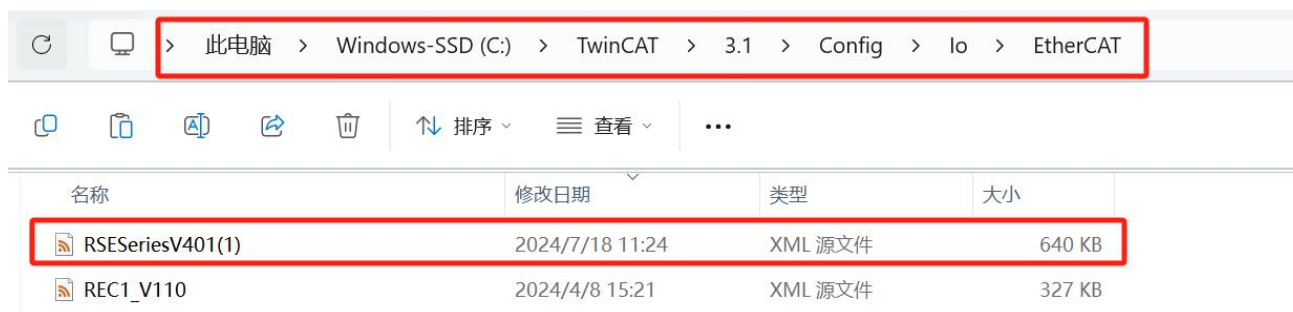 > 此电脑 > Windows-SSD (C:) > TwinCAT > 3.1 > Config > Io > EtherCAT
排序 查看 •••
名称 修改日期 类型 大小
RSESeriesV401(1) 2024/7/18 11:24 XML 源文件 640 KB
REC1_V110 2024/4/8 15:21 XML 源文件 327 KB